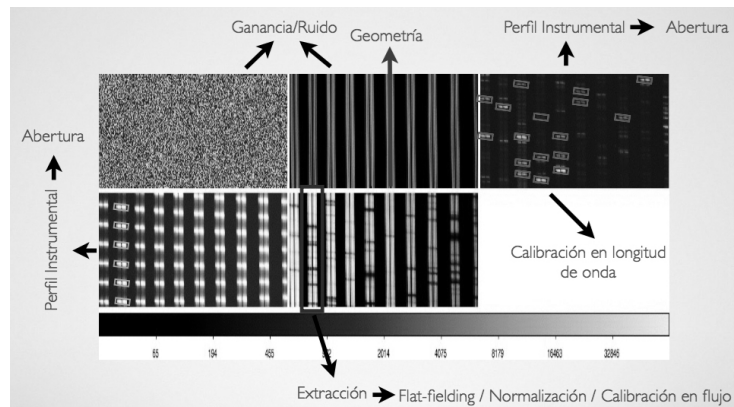 Ganancia/Ruido
Geometría
Perfil Instrumental
Abertura
Abertura
Perfil Instrumental
Calibración en longitud
de onda
65 194 455 2014 4075 8179 16463 32846
Extracción
Flat-fielding / Normalización / Calibración en flujo